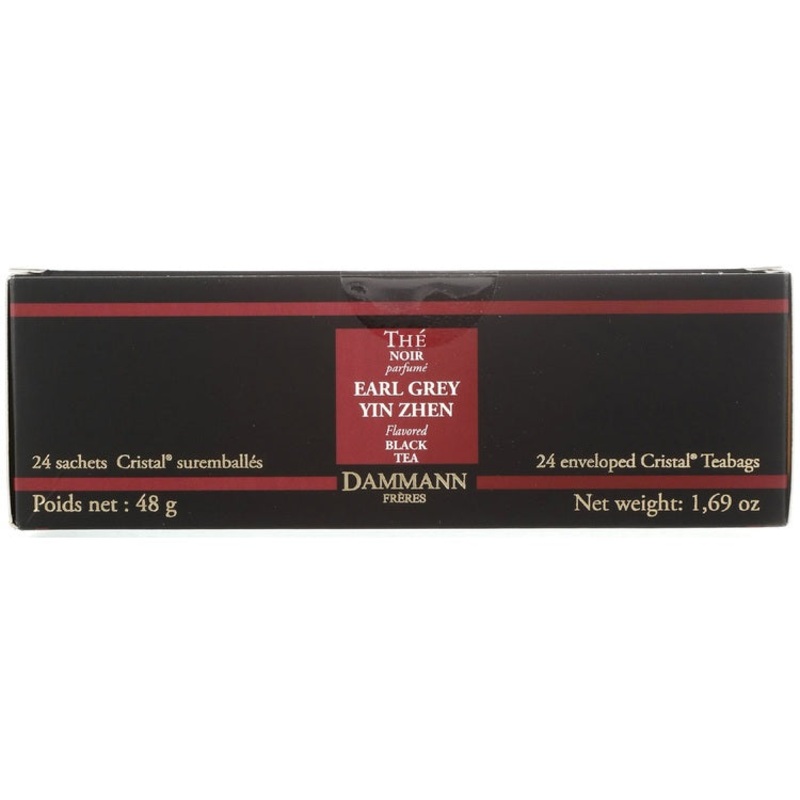 THÉ
NOIR
parfumé
EARL GREY
YIN ZHEN
Flavored
BLACK
TEA
24 sachets Cristal® suremballés
24 enveloped Cristal® Teabags
DAMMANN
FRÈRES
Poids net : 48 g
Net weight: 1,69 oz